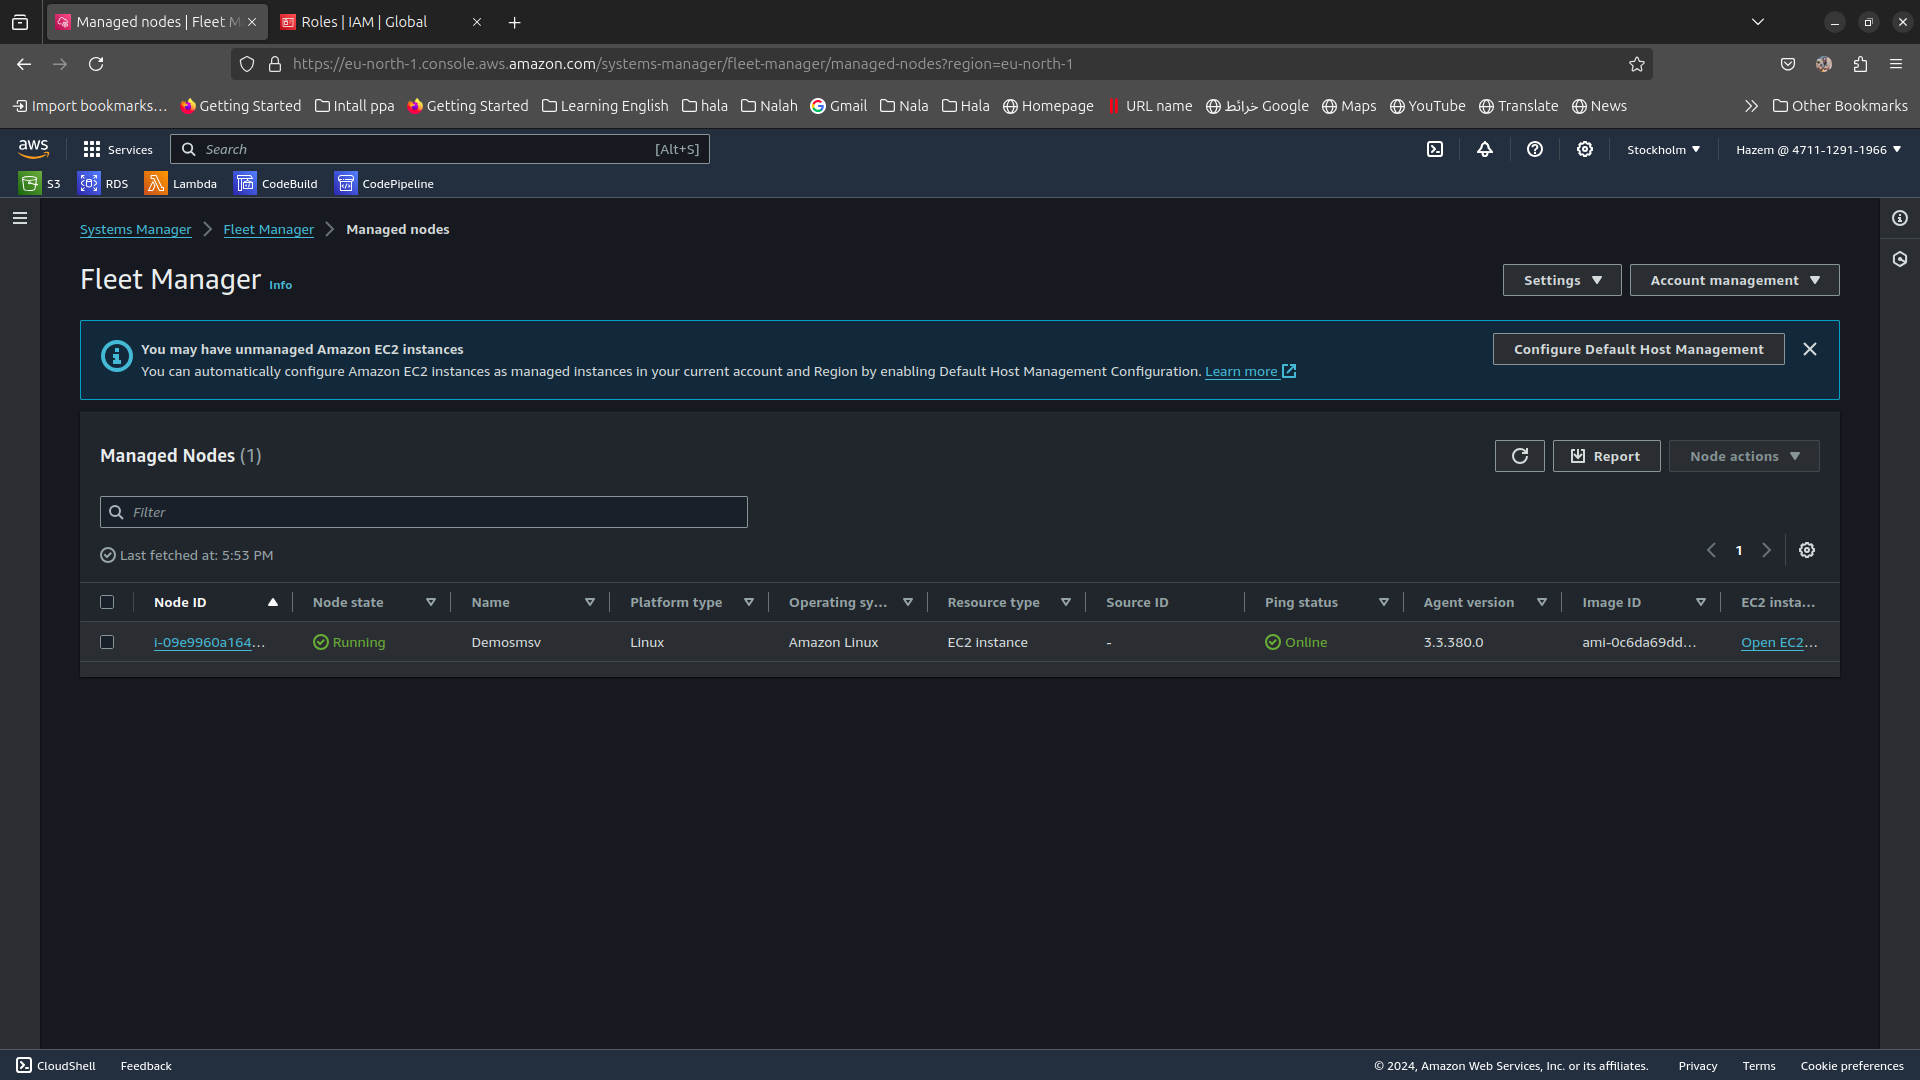 Managed nodes | Fleet M
Roles | IAM | Global
https://eu-north-1.console.aws.amazon.com/systems-manager/fleet-manager/managed-nodes?region=eu-north-1
Import bookmarks... Getting Started Intall ppa Getting Started Learning English hala Nalah Gmail Nala Hala Homepage URL name خرائط Google Maps YouTube Translate News Other Bookmarks
aws Services Search [Alt+S] Stockholm Hazem @ 4711-1291-1966
S3 RDS Lambda CodeBuild CodePipeline
Systems Manager Fleet Manager Managed nodes
Fleet Manager Info Settings Account management
You may have unmanaged Amazon EC2 instances
You can automatically configure Amazon EC2 instances as managed instances in your current account and Region by enabling Default Host Management Configuration. Learn more
Configure Default Host Management
Managed Nodes (1) Report Node actions
Filter
Last fetched at: 5:53 PM 1
Node ID Node state Name Platform type Operating sy... Resource type Source ID Ping status Agent version Image ID EC2 insta...
i-09e9960a164... Running Demosmsv Linux Amazon Linux EC2 instance - Online 3.3.380.0 ami-0c6da69dd... Open EC2...
CloudShell Feedback © 2024, Amazon Web Services, Inc. or its affiliates. Privacy Terms Cookie preferences